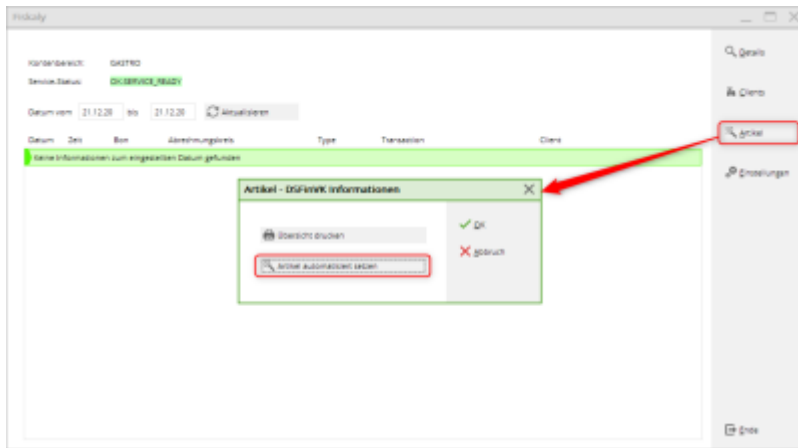 Fiskaly
Kassenbereich: GASTRO
Service-Status: OK:SERVICE_READY
Datum vom 21.12.20 bis 21.12.20 Aktualisieren
Datum Zeit Bon Abrechnungskreis Type Transaction Client
Keine Informationen zum eingestellten Datum gefunden
Artikel - DSFinVK Informationen
Übersicht drucken
Artikel automatisiert setzen
OK
Abbruch
Details
Clients
Artikel
Einstellungen
Ende